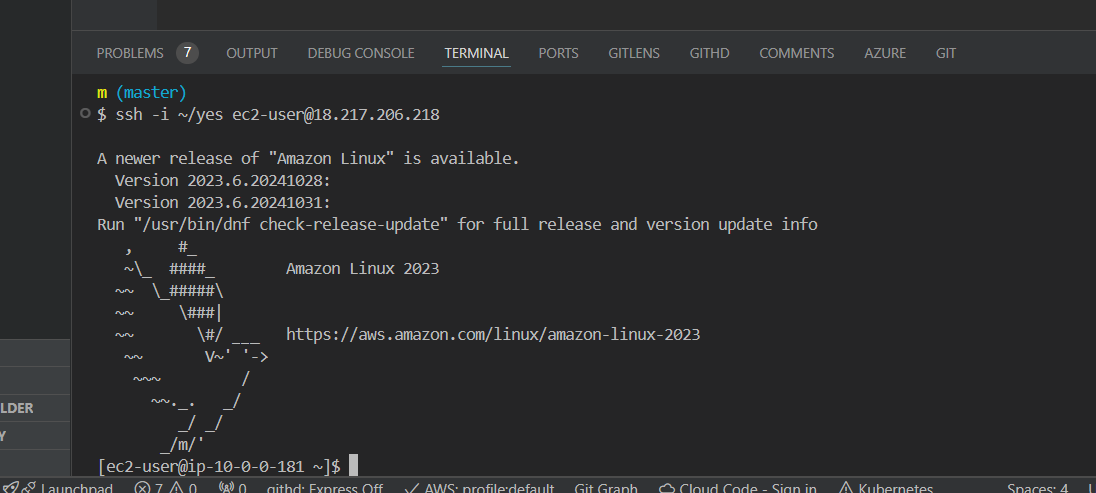 PROBLEMS 7 OUTPUT DEBUG CONSOLE TERMINAL PORTS GITLENS GITHD COMMENTS AZURE GIT
m (master)
$ ssh -i ~/yes ec2-user@18.217.206.218
A newer release of "Amazon Linux" is available.
  Version 2023.6.20241028:
  Version 2023.6.20241031:
Run "/usr/bin/dnf check-release-update" for full release and version update info
   ,     #_
   ~\_  ####_        Amazon Linux 2023
  ~~  \_#####\
  ~~     \###|
  ~~       \#/ ___   https://aws.amazon.com/linux/amazon-linux-2023
   ~~       V~' '->
    ~~~         /
      ~~._.   _/
         _/ _/
       _/m/'
[ec2-user@ip-10-0-0-181 ~]$
LDER
Y
Launchpad 7 0 0 githd: Express Off AWS: profile:default Git Graph Cloud Code - Sign in Kubernetes Spaces: 4